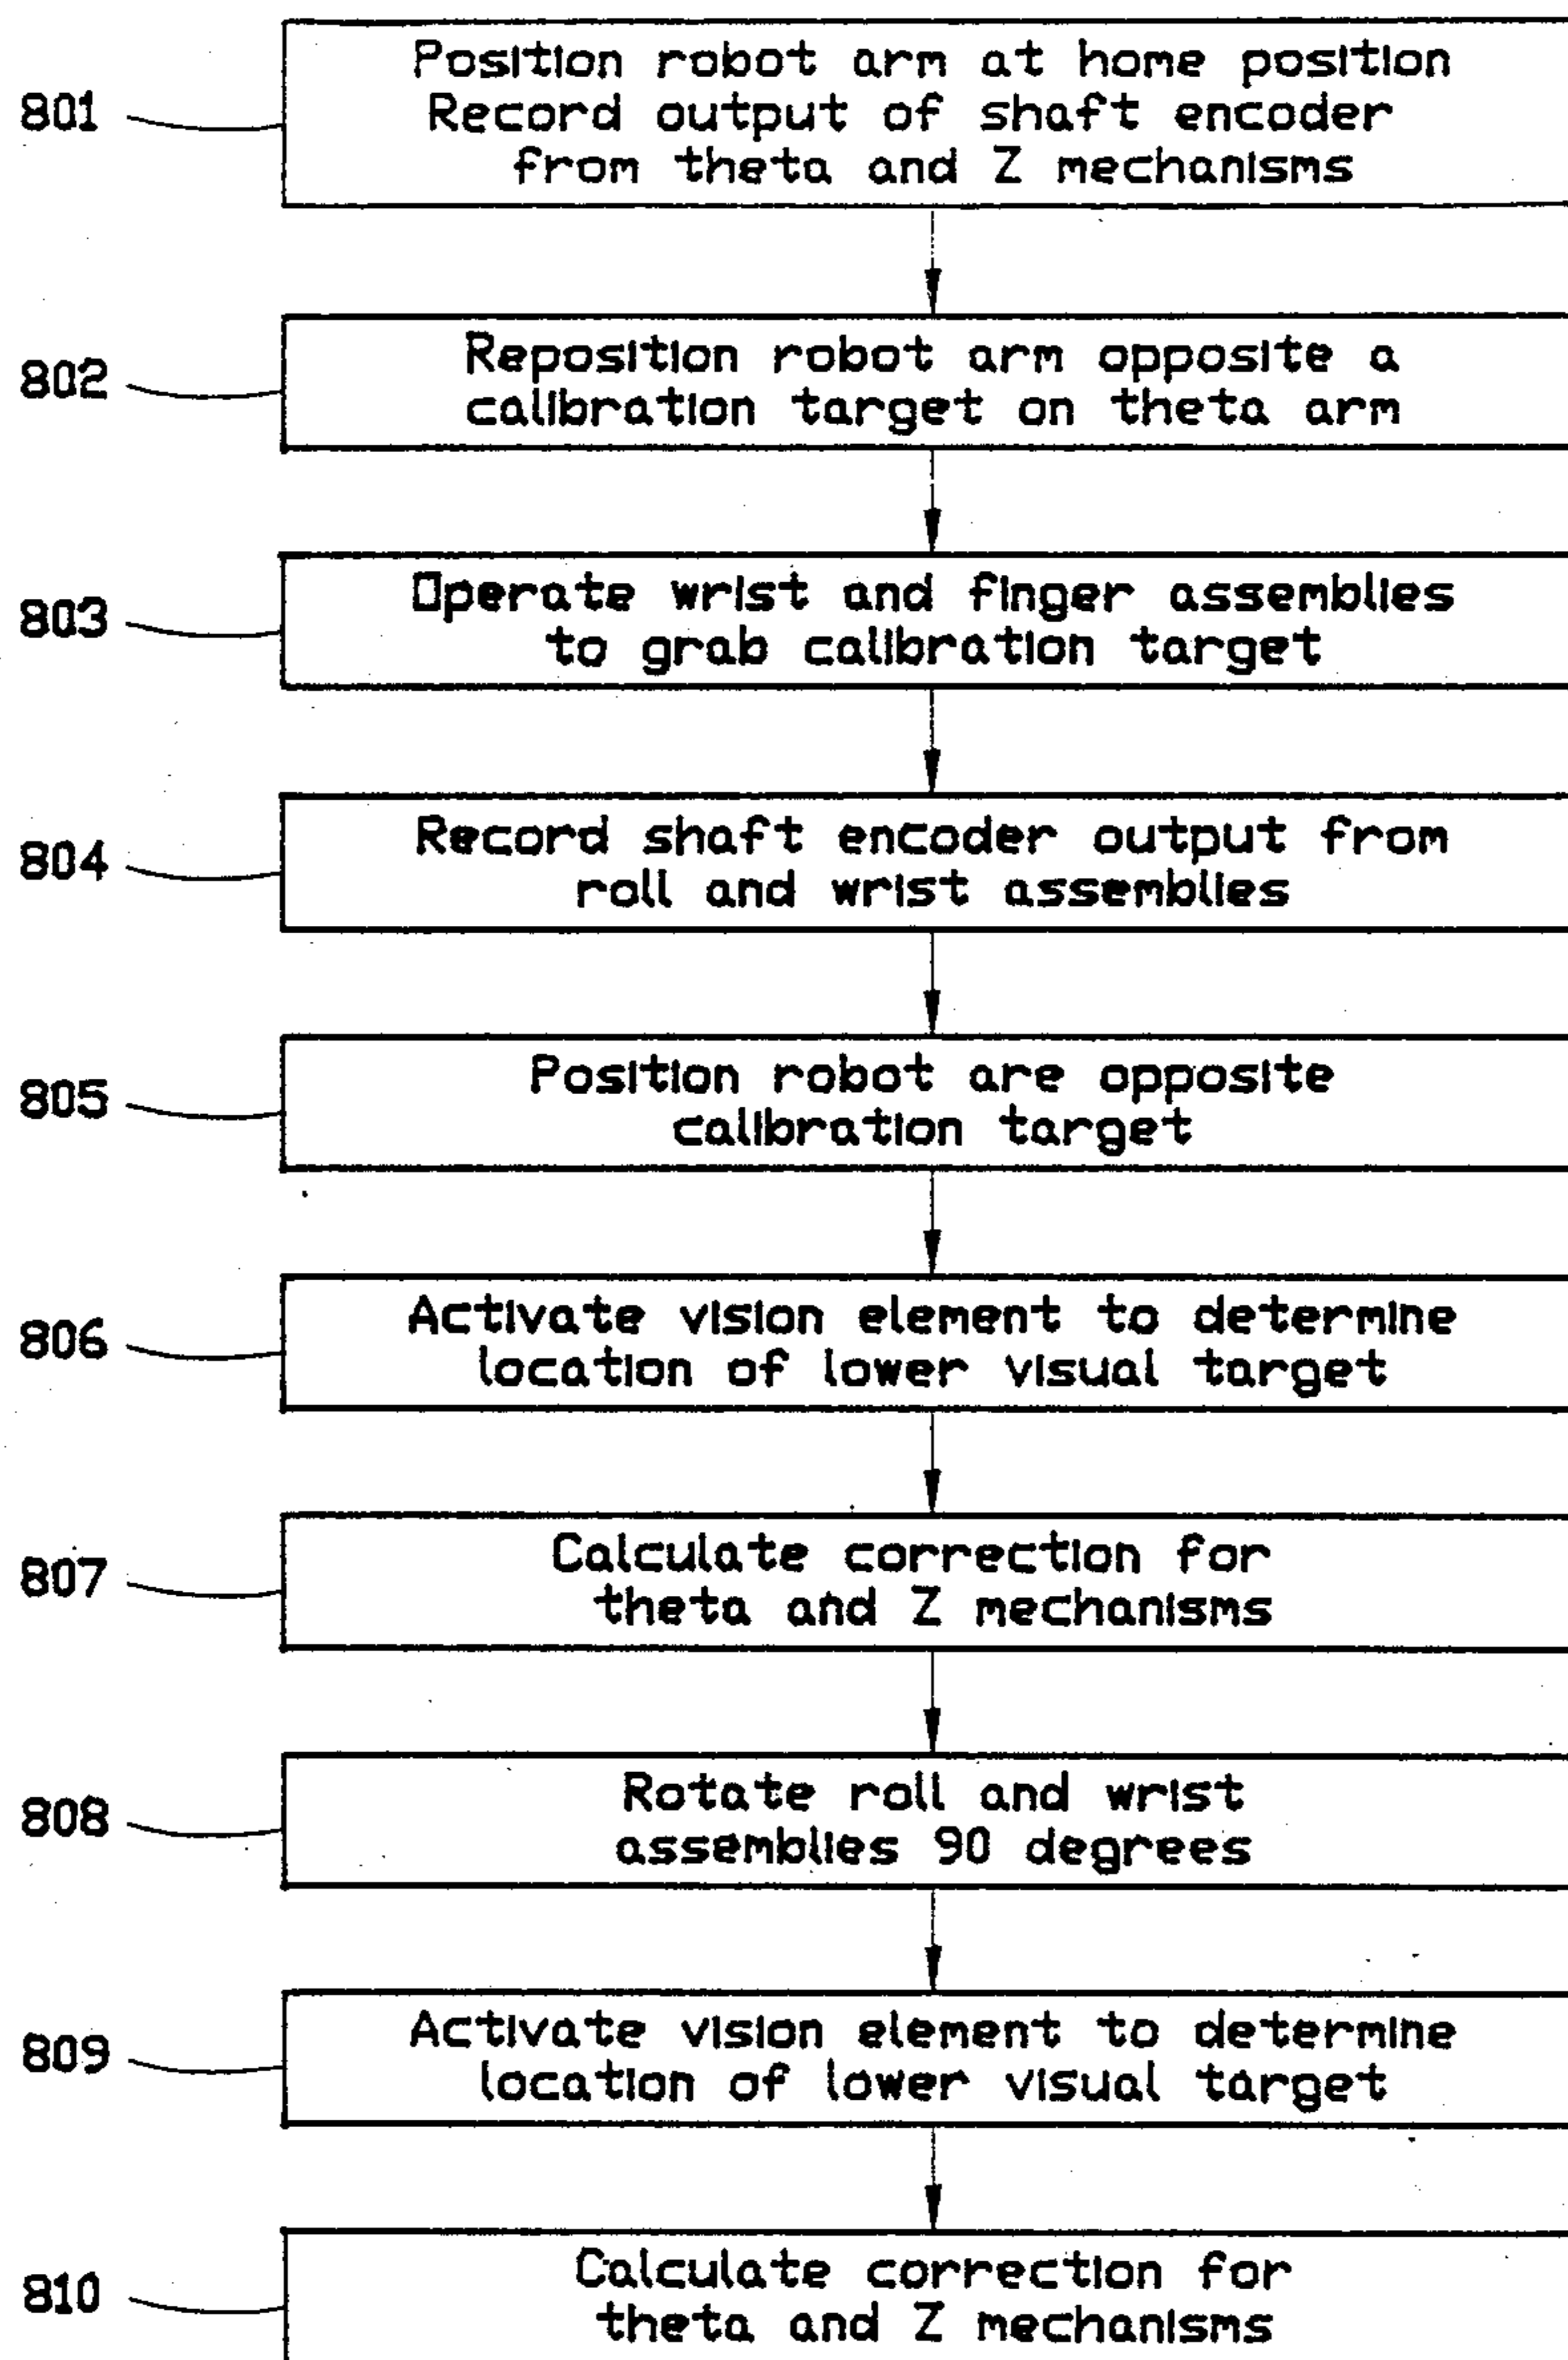 801
Position robot arm at home position
Record output of shaft encoder
from theta and Z mechanisms
802
Reposition robot arm opposite a
calibration target on theta arm
803
Operate wrist and finger assemblies
to grab calibration target
804
Record shaft encoder output from
roll and wrist assemblies
805
Position robot are opposite
calibration target
806
Activate vision element to determine
location of lower visual target
807
Calculate correction for
theta and Z mechanisms
808
Rotate roll and wrist
assemblies 90 degrees
809
Activate vision element to determine
location of lower visual target
810
Calculate correction for
theta and Z mechanisms